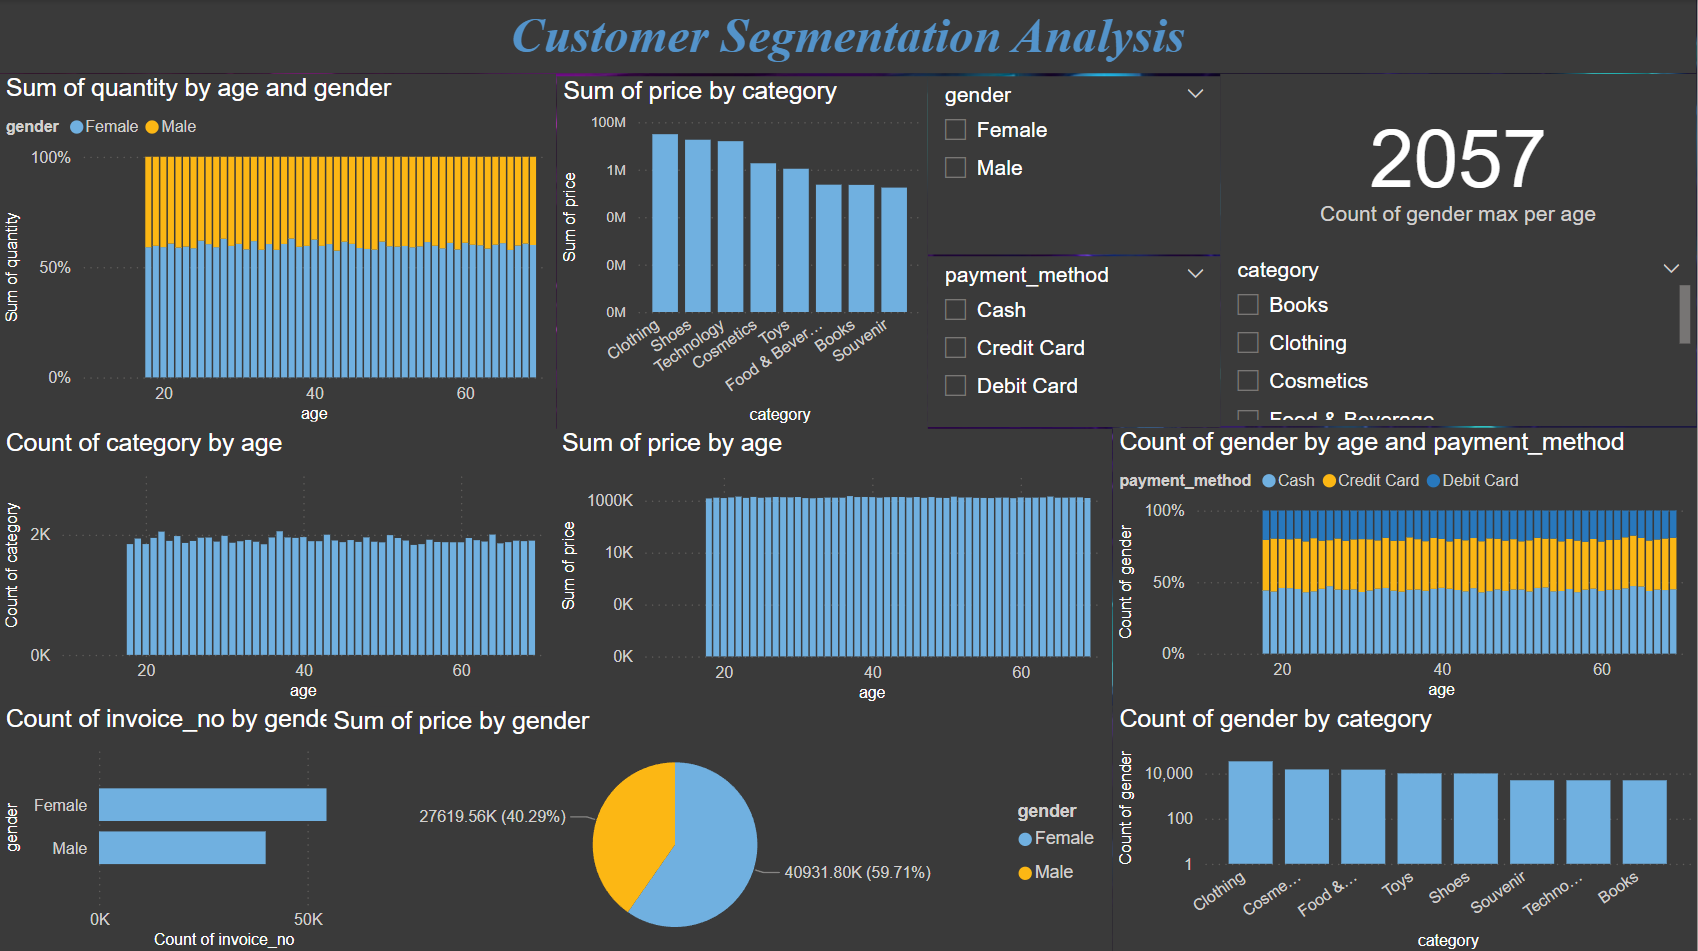 Customer Segmentation Analysis
Sum of quantity by age and gender
gender Female Male
Sum of quantity
100%
50%
0%
20 40 60
age
Sum of price by category
Sum of price
100M
1M
0M
0M
0M
Clothing Shoes Technology Cosmetics Toys Food & Bever... Books Souvenir
category
gender
Female
Male
payment_method
Cash
Credit Card
Debit Card
2057
Count of gender max per age
category
Books
Clothing
Cosmetics
Food & Beverage
Count of category by age
Count of category
2K
0K
20 40 60
age
Sum of price by age
Sum of price
1000K
10K
0K
0K
20 40 60
age
Count of gender by age and payment_method
payment_method Cash Credit Card Debit Card
Count of gender
100%
50%
0%
20 40 60
age
Count of invoice_no by gende
gender
Female
Male
0K 50K
Count of invoice_no
Sum of price by gender
27619.56K (40.29%)
40931.80K (59.71%)
gender
Female
Male
Count of gender by category
Count of gender
10,000
100
1
Clothing Cosme... Food &... Toys Shoes Souvenir Techno... Books
category